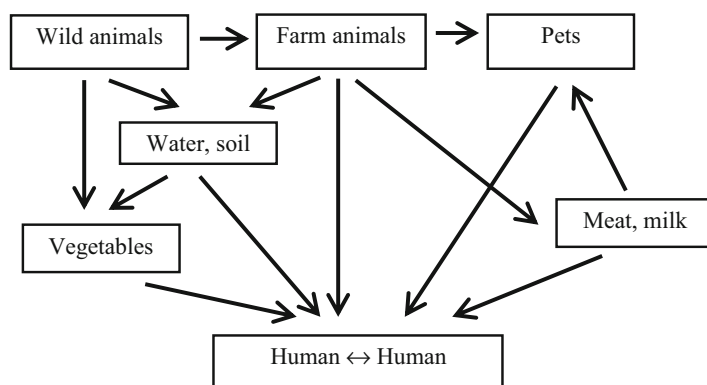 Wild animals
Farm animals
Pets
Water, soil
Vegetables
Meat, milk
Human ↔ Human